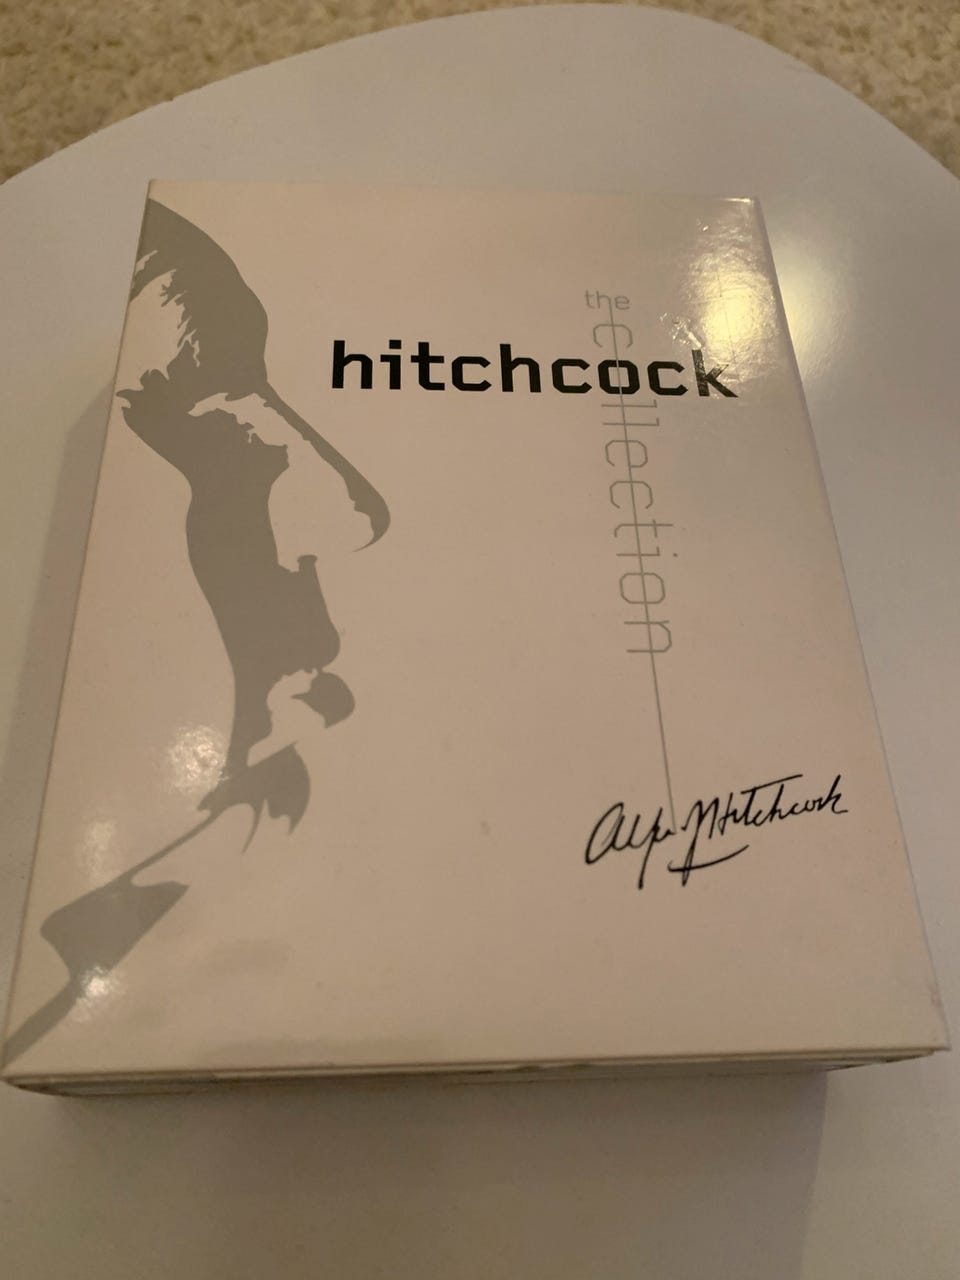 the
hitchcock
collection
Alfred Hitchcock